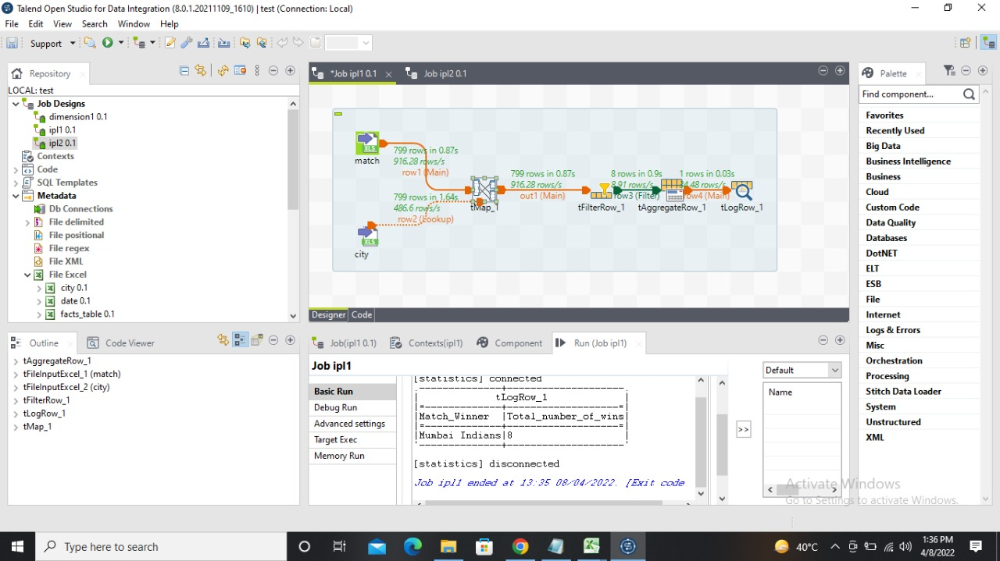 Talend Open Studio for Data Integration (8.0.1.20211109_1610) | test (Connection: Local)
File Edit View Search Window Help
Support
Repository
LOCAL: test
Job Designs
dimension1 0.1
ipl1 0.1
ipl2 0.1
Contexts
Code
SQL Templates
Metadata
Db Connections
File delimited
File positional
File regex
File XML
File Excel
city 0.1
date 0.1
facts_table 0.1
*Job ipl1 0.1
Job ipl2 0.1
799 rows in 0.87s
916.28 rows/s
row1 (Main)
match
799 rows in 1.64s
486.6 rows/s
row2 (Lookup)
city
tMap_1
799 rows in 0.87s
916.28 rows/s
out1 (Main)
tFilterRow_1
8 rows in 0.9s
8.91 rows/s
row3 (Filter)
tAggregateRow_1
1 rows in 0.03s
34.48 rows/s
row4 (Main)
tLogRow_1
Designer Code
Palette
Find component...
Favorites
Recently Used
Big Data
Business Intelligence
Business
Cloud
Custom Code
Data Quality
Databases
DotNET
ELT
ESB
File
Internet
Logs & Errors
Misc
Orchestration
Processing
Stitch Data Loader
System
Unstructured
XML
Outline
Code Viewer
tAggregateRow_1
tFileInputExcel_1 (match)
tFileInputExcel_2 (city)
tFilterRow_1
tLogRow_1
tMap_1
Job(ipl1 0.1)
Contexts(ipl1)
Component
Run (Job ipl1)
Job ipl1
Basic Run
Debug Run
Advanced settings
Target Exec
Memory Run
[statistics] connected
tLogRow_1
|Match_Winner |Total_number_of_wins
|Mumbai Indians|8
[statistics] disconnected
Job ipl1 ended at 13:35 08/04/2022. [Exit code
>>
Default
Name
Activate Windows
Go to Settings to activate Windows.
Type here to search
40°C
1:36 PM
4/8/2022